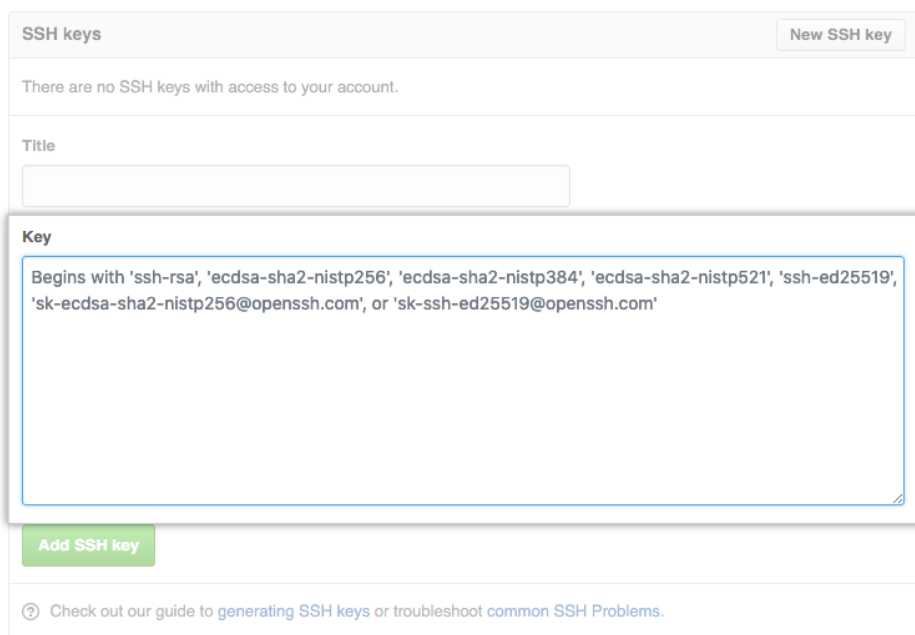 SSH keys
New SSH key
There are no SSH keys with access to your account.
Title
Key
Begins with 'ssh-rsa', 'ecdsa-sha2-nistp256', 'ecdsa-sha2-nistp384', 'ecdsa-sha2-nistp521', 'ssh-ed25519',
'sk-ecdsa-sha2-nistp256@openssh.com', or 'sk-ssh-ed25519@openssh.com'
Add SSH key
? Check out our guide to generating SSH keys or troubleshoot common SSH Problems.